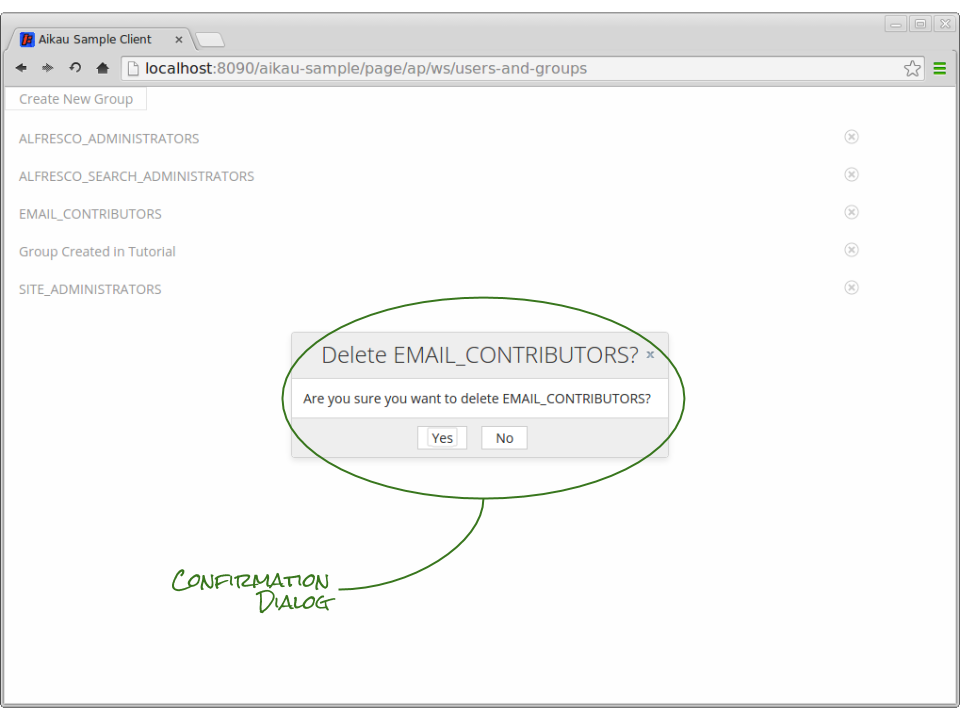 Aikau Sample Client
localhost:8090/aikau-sample/page/ap/ws/users-and-groups
Create New Group
ALFRESCO_ADMINISTRATORS
ALFRESCO_SEARCH_ADMINISTRATORS
EMAIL_CONTRIBUTORS
Group Created in Tutorial
SITE_ADMINISTRATORS
Delete EMAIL_CONTRIBUTORS? x
Are you sure you want to delete EMAIL_CONTRIBUTORS?
Yes No
CONFIRMATION
DIALOG